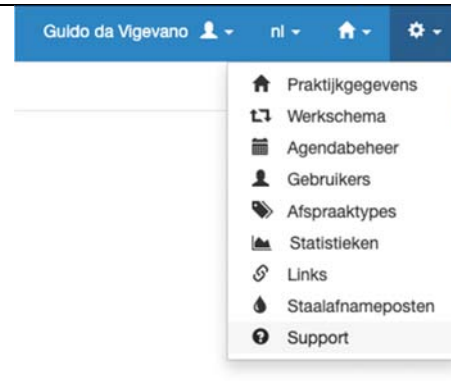 Guido da Vigevano nl
Praktijkgegevens
Werkschema
Agendabeheer
Gebruikers
Afspraaktypes
Statistieken
Links
Staalafnameposten
Support